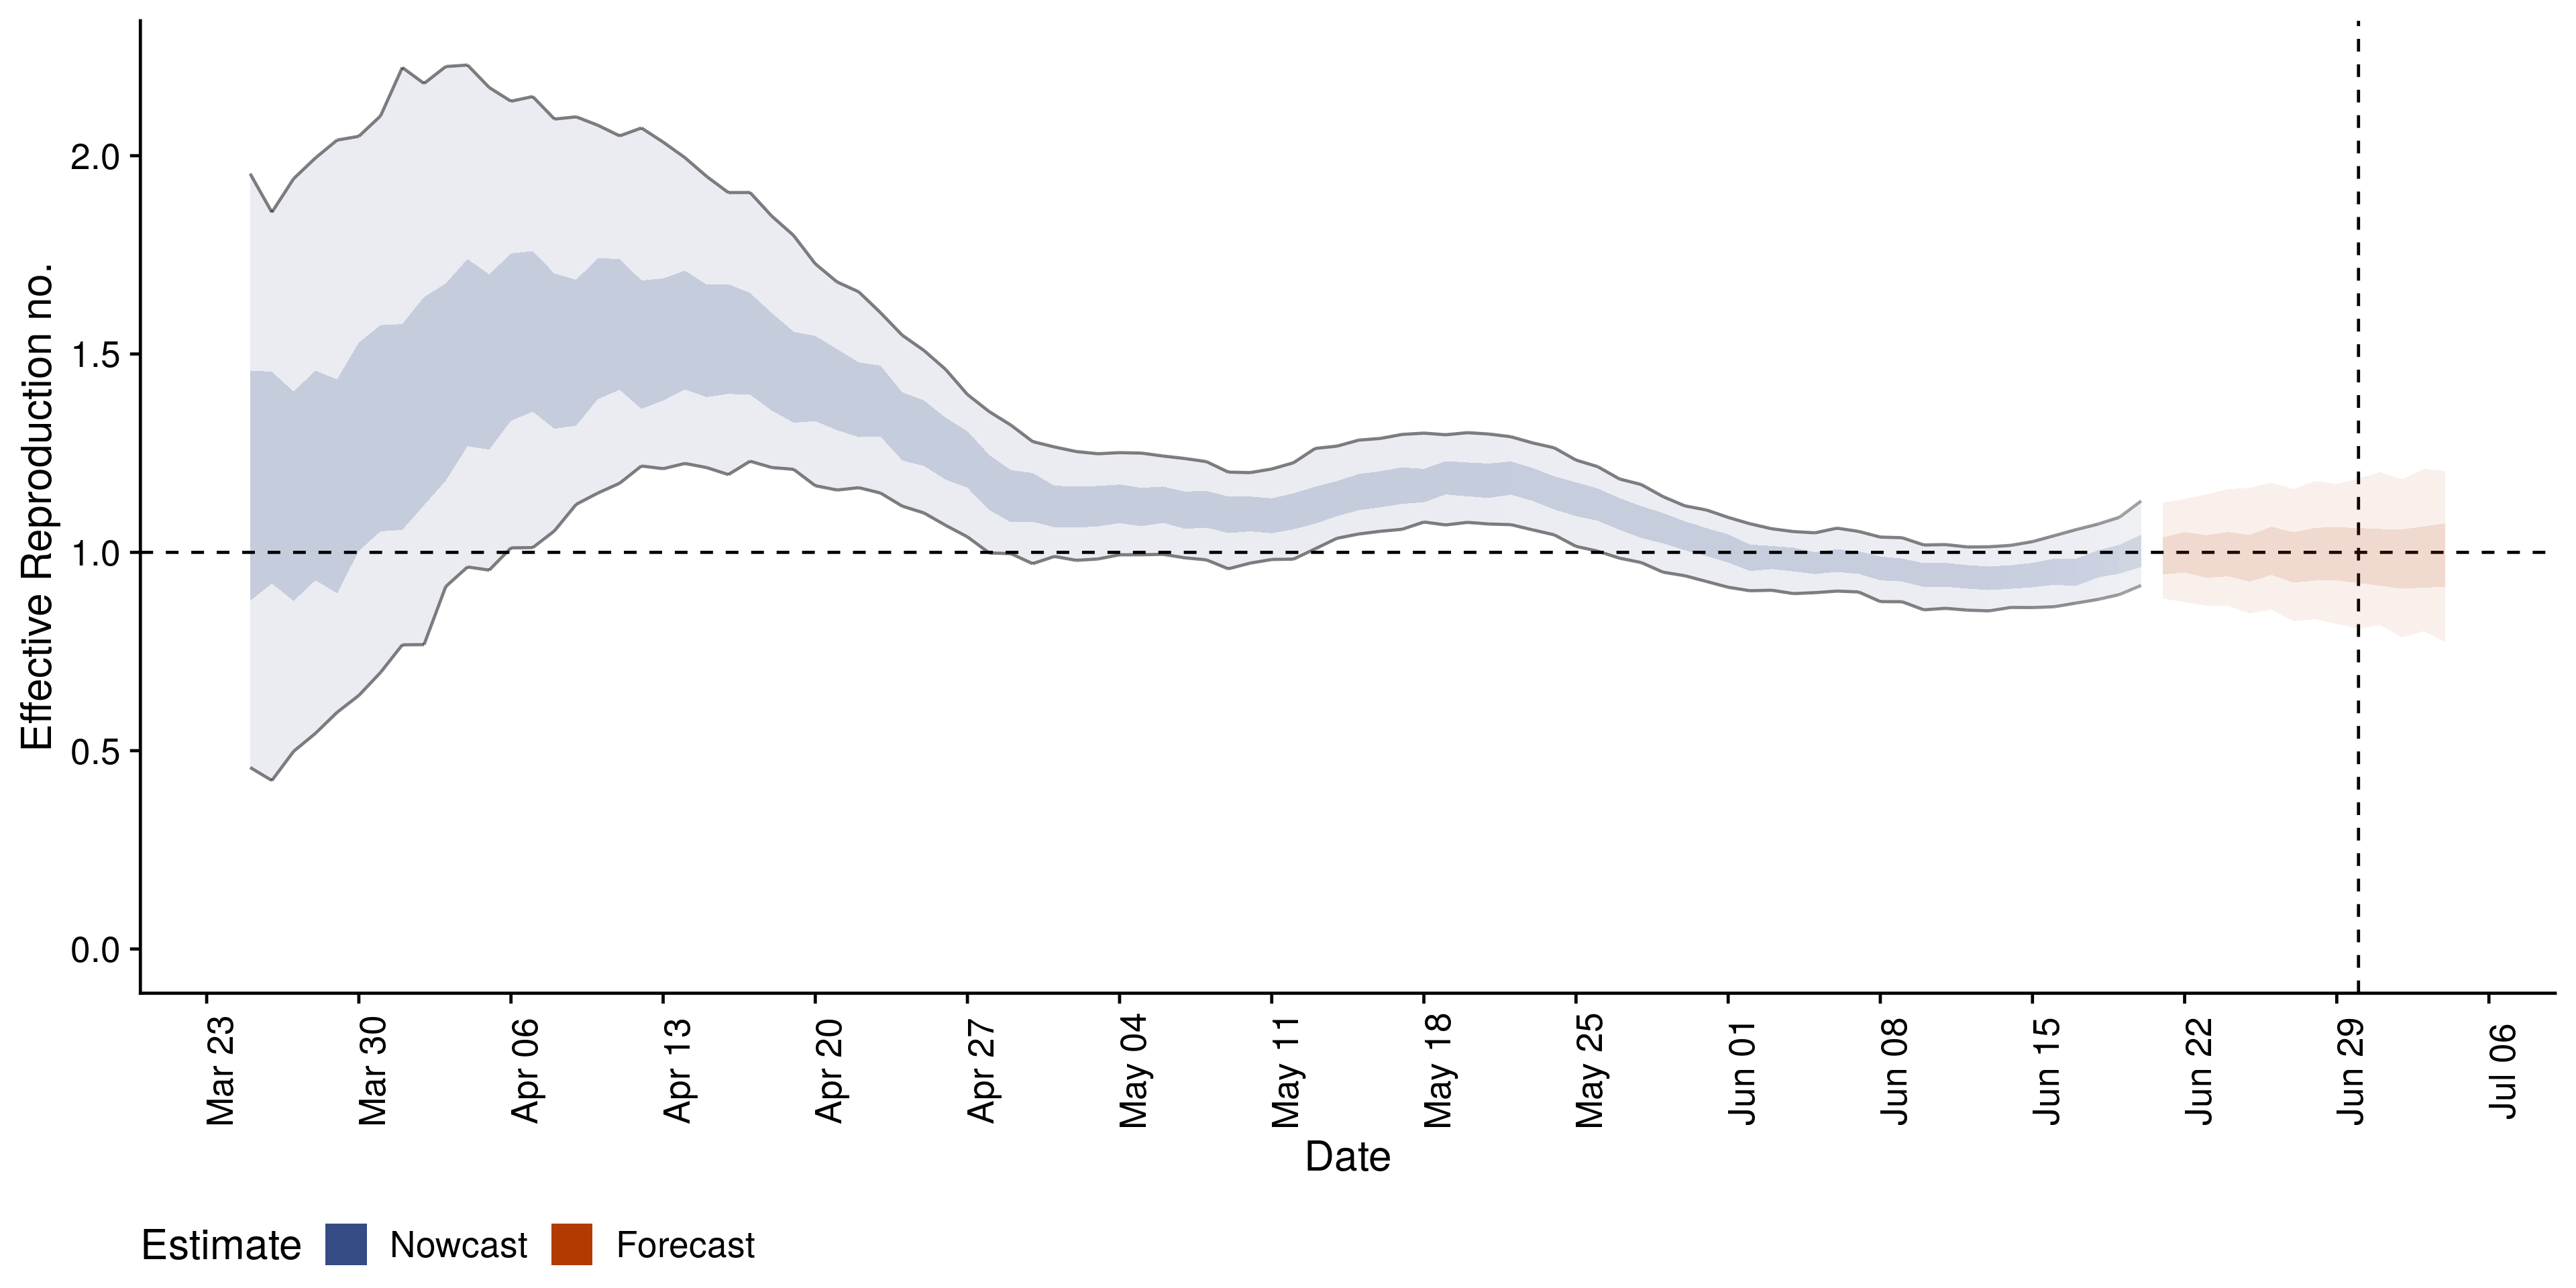 Effective Reproduction no.
2.0
1.5
1.0
0.5
0.0
Mar 23
Mar 30
Apr 06
Apr 13
Apr 20
Apr 27
May 04
May 11
May 18
May 25
Jun 01
Jun 08
Jun 15
Jun 22
Jun 29
Jul 06
Date
Estimate Nowcast Forecast